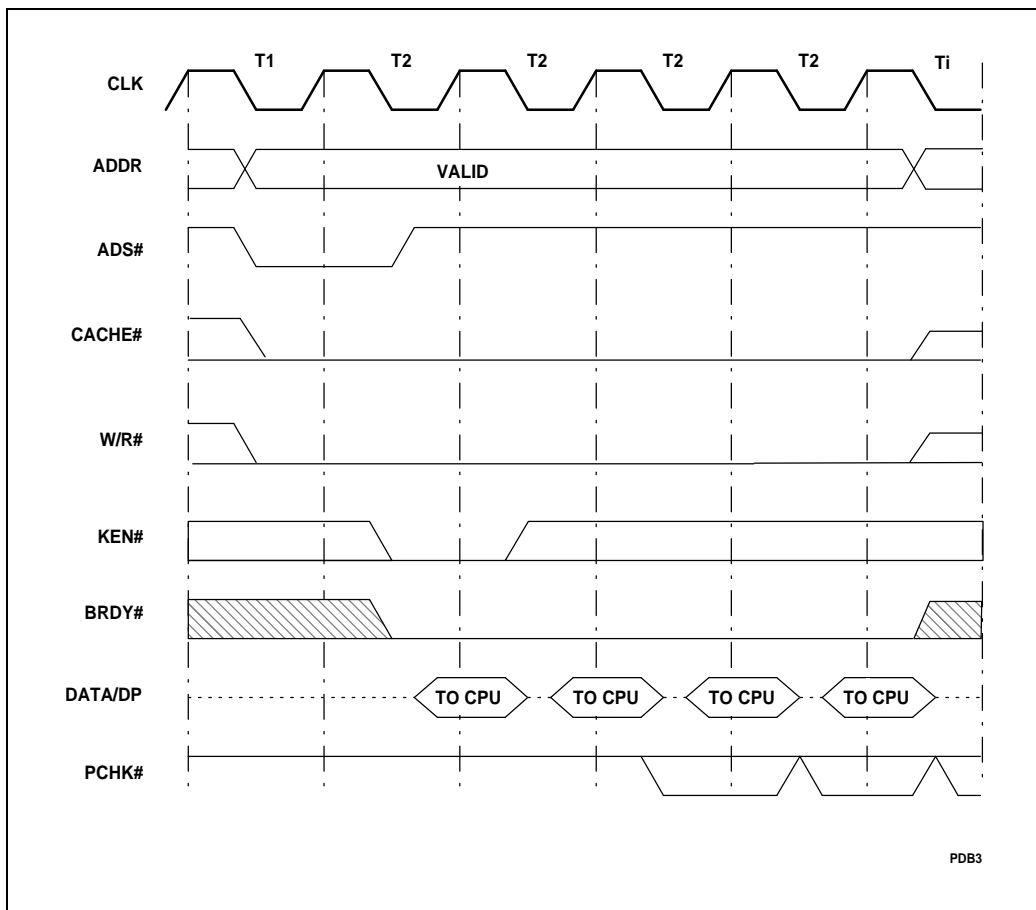 T1 T2 T2 T2 T2 Ti
CLK
ADDR VALID
ADS#
CACHE#
W/R#
KEN#
BRDY#
DATA/DP TO CPU TO CPU TO CPU TO CPU
PCHK#
PDB3